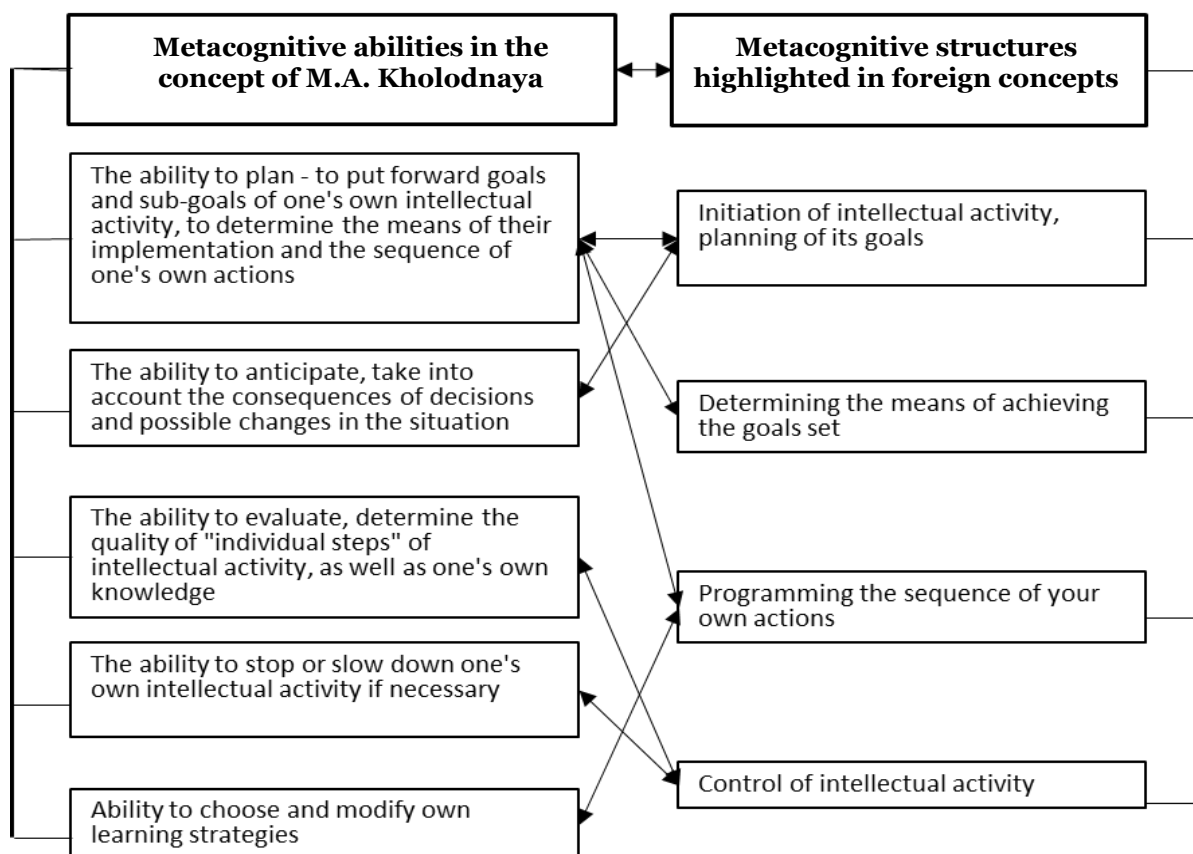 Metacognitive abilities in the
concept of M.A. Kholodnaya
Metacognitive structures
highlighted in foreign concepts
The ability to plan - to put forward goals
and sub-goals of one's own intellectual
activity, to determine the means of their
implementation and the sequence of
one's own actions
Initiation of intellectual activity,
planning of its goals
The ability to anticipate, take into
account the consequences of decisions
and possible changes in the situation
Determining the means of achieving
the goals set
The ability to evaluate, determine the
quality of "individual steps" of
intellectual activity, as well as one's own
knowledge
Programming the sequence of your
own actions
The ability to stop or slow down one's
own intellectual activity if necessary
Control of intellectual activity
Ability to choose and modify own
learning strategies